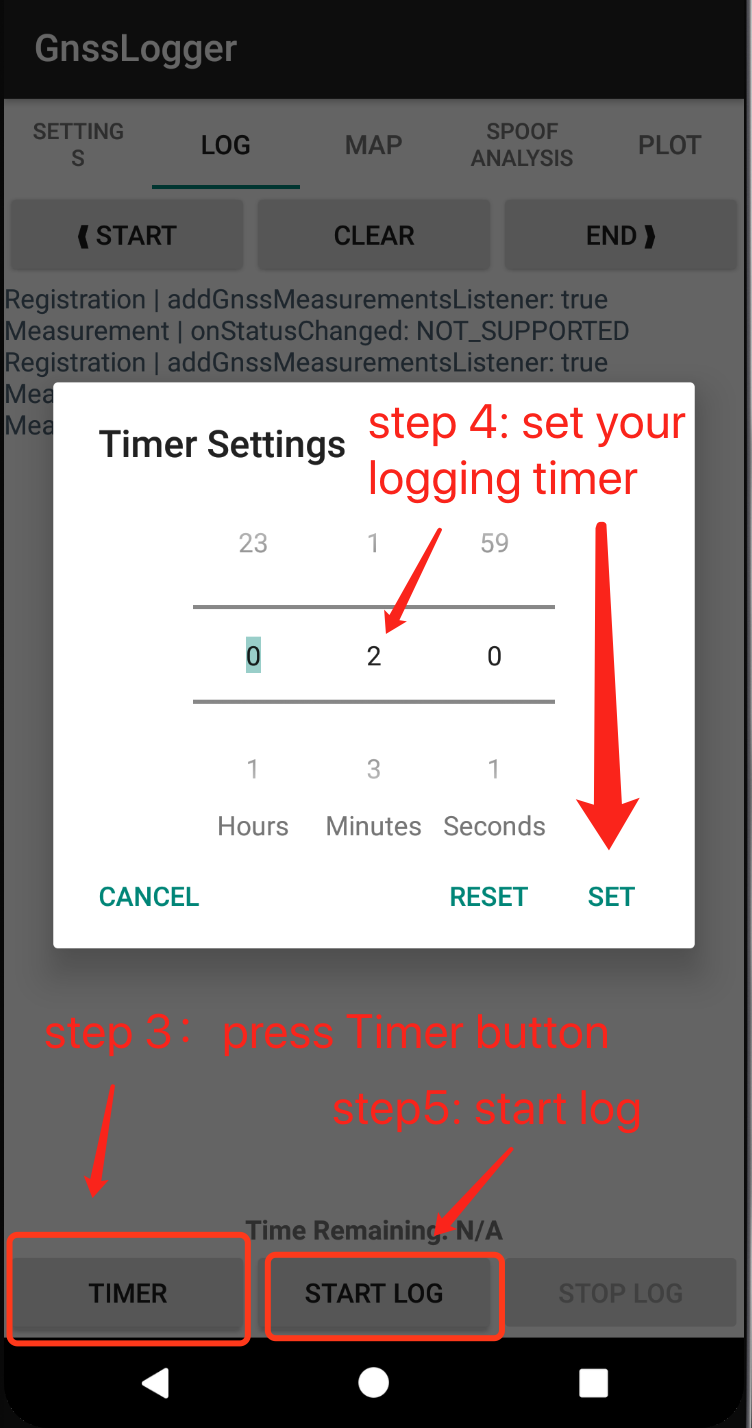 GnssLogger
SETTING
S
LOG
MAP
SPOOF
ANALYSIS
PLOT
❰ START
CLEAR
END ❱
Registration | addGnssMeasurementsListener: true
Measurement | onStatusChanged: NOT_SUPPORTED
Registration | addGnssMeasurementsListener: true
Mea
Mea
Timer Settings
step 4: set your
logging timer
23 1 59
0 2 0
1 3 1
Hours Minutes Seconds
CANCEL
RESET
SET
step 3： press Timer button
step5: start log
Time Remaining: N/A
TIMER
START LOG
STOP LOG